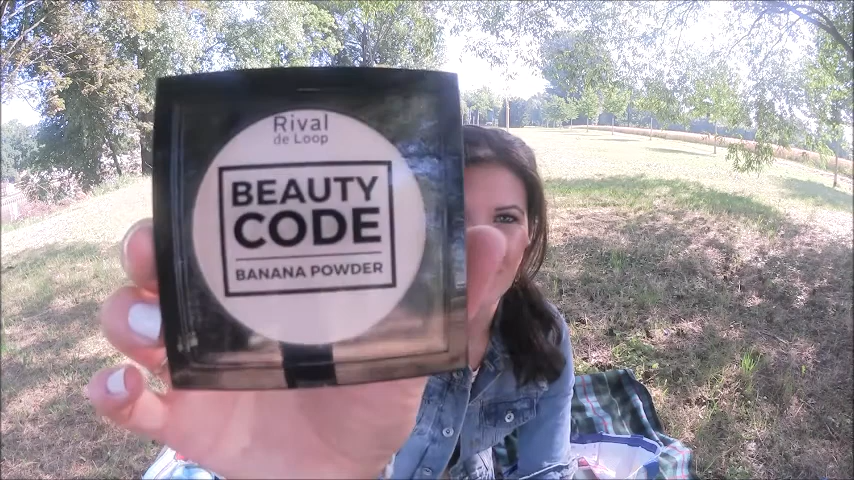 Rival
de Loop
BEAUTY
CODE
BANANA POWDER